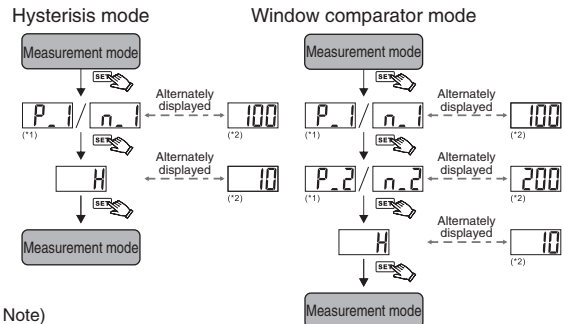 Hysterisis mode
Measurement mode
SET
P_1 / n_1
(*1)
Alternately
displayed
100
(*2)
SET
H
Alternately
displayed
10
(*2)
SET
Measurement mode
Window comparator mode
Measurement mode
SET
P_1 / n_1
(*1)
Alternately
displayed
100
(*2)
SET
P_2 / n_2
(*1)
Alternately
displayed
200
(*2)
SET
H
Alternately
displayed
10
(*2)
SET
Measurement mode
Note)